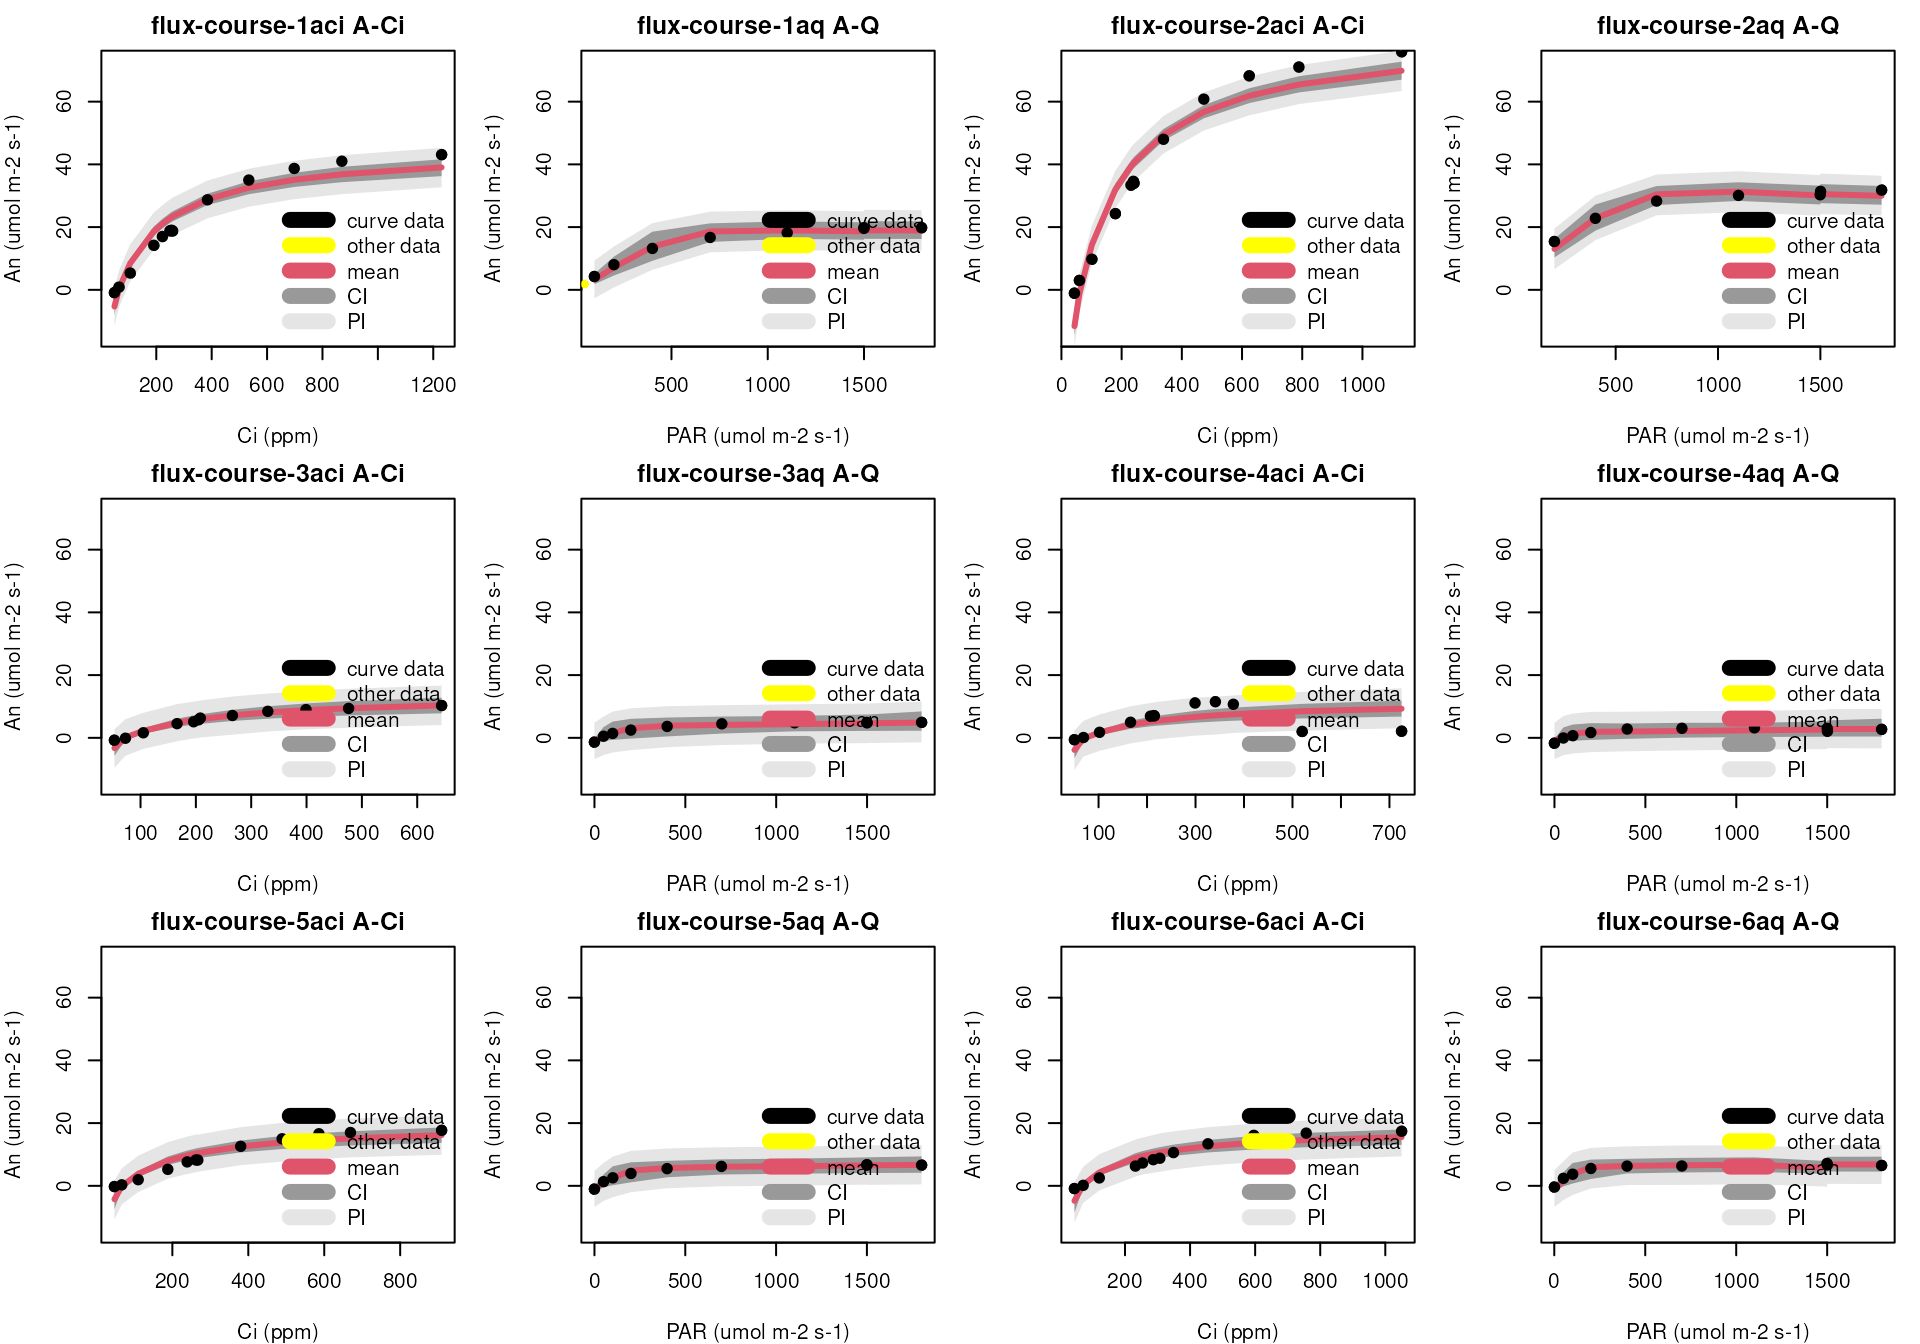 flux-course-1aci A-Ci
An (umol m-2 s-1)
60
40
20
0
curve data
other data
mean
CI
PI
200 400 600 800 1200
Ci (ppm)
flux-course-1aq A-Q
An (umol m-2 s-1)
60
40
20
0
curve data
other data
mean
CI
PI
500 1000 1500
PAR (umol m-2 s-1)
flux-course-2aci A-Ci
An (umol m-2 s-1)
60
40
20
0
curve data
other data
mean
CI
PI
0 200 400 600 800 1000
Ci (ppm)
flux-course-2aq A-Q
An (umol m-2 s-1)
60
40
20
0
curve data
other data
mean
CI
PI
500 1000 1500
PAR (umol m-2 s-1)
flux-course-3aci A-Ci
An (umol m-2 s-1)
60
40
20
0
curve data
other data
mean
CI
PI
100 200 300 400 500 600
Ci (ppm)
flux-course-3aq A-Q
An (umol m-2 s-1)
60
40
20
0
curve data
other data
mean
CI
PI
0 500 1000 1500
PAR (umol m-2 s-1)
flux-course-4aci A-Ci
An (umol m-2 s-1)
60
40
20
0
curve data
other data
mean
CI
PI
100 300 500 700
Ci (ppm)
flux-course-4aq A-Q
An (umol m-2 s-1)
60
40
20
0
curve data
other data
mean
CI
PI
0 500 1000 1500
PAR (umol m-2 s-1)
flux-course-5aci A-Ci
An (umol m-2 s-1)
60
40
20
0
curve data
other data
mean
CI
PI
200 400 600 800
Ci (ppm)
flux-course-5aq A-Q
An (umol m-2 s-1)
60
40
20
0
curve data
other data
mean
CI
PI
0 500 1000 1500
PAR (umol m-2 s-1)
flux-course-6aci A-Ci
An (umol m-2 s-1)
60
40
20
0
curve data
other data
mean
CI
PI
200 400 600 800 1000
Ci (ppm)
flux-course-6aq A-Q
An (umol m-2 s-1)
60
40
20
0
curve data
other data
mean
CI
PI
0 500 1000 1500
PAR (umol m-2 s-1)